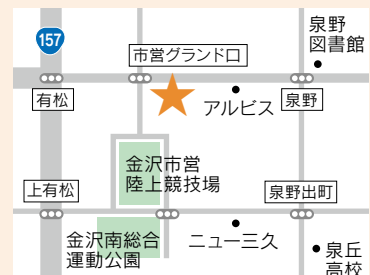 157
泉野
図書館
市営グランド口
有松
アルビス
泉野
金沢市営
陸上競技場
上有松
泉野出町
金沢南総合
運動公園
ニュー三久
泉丘
高校